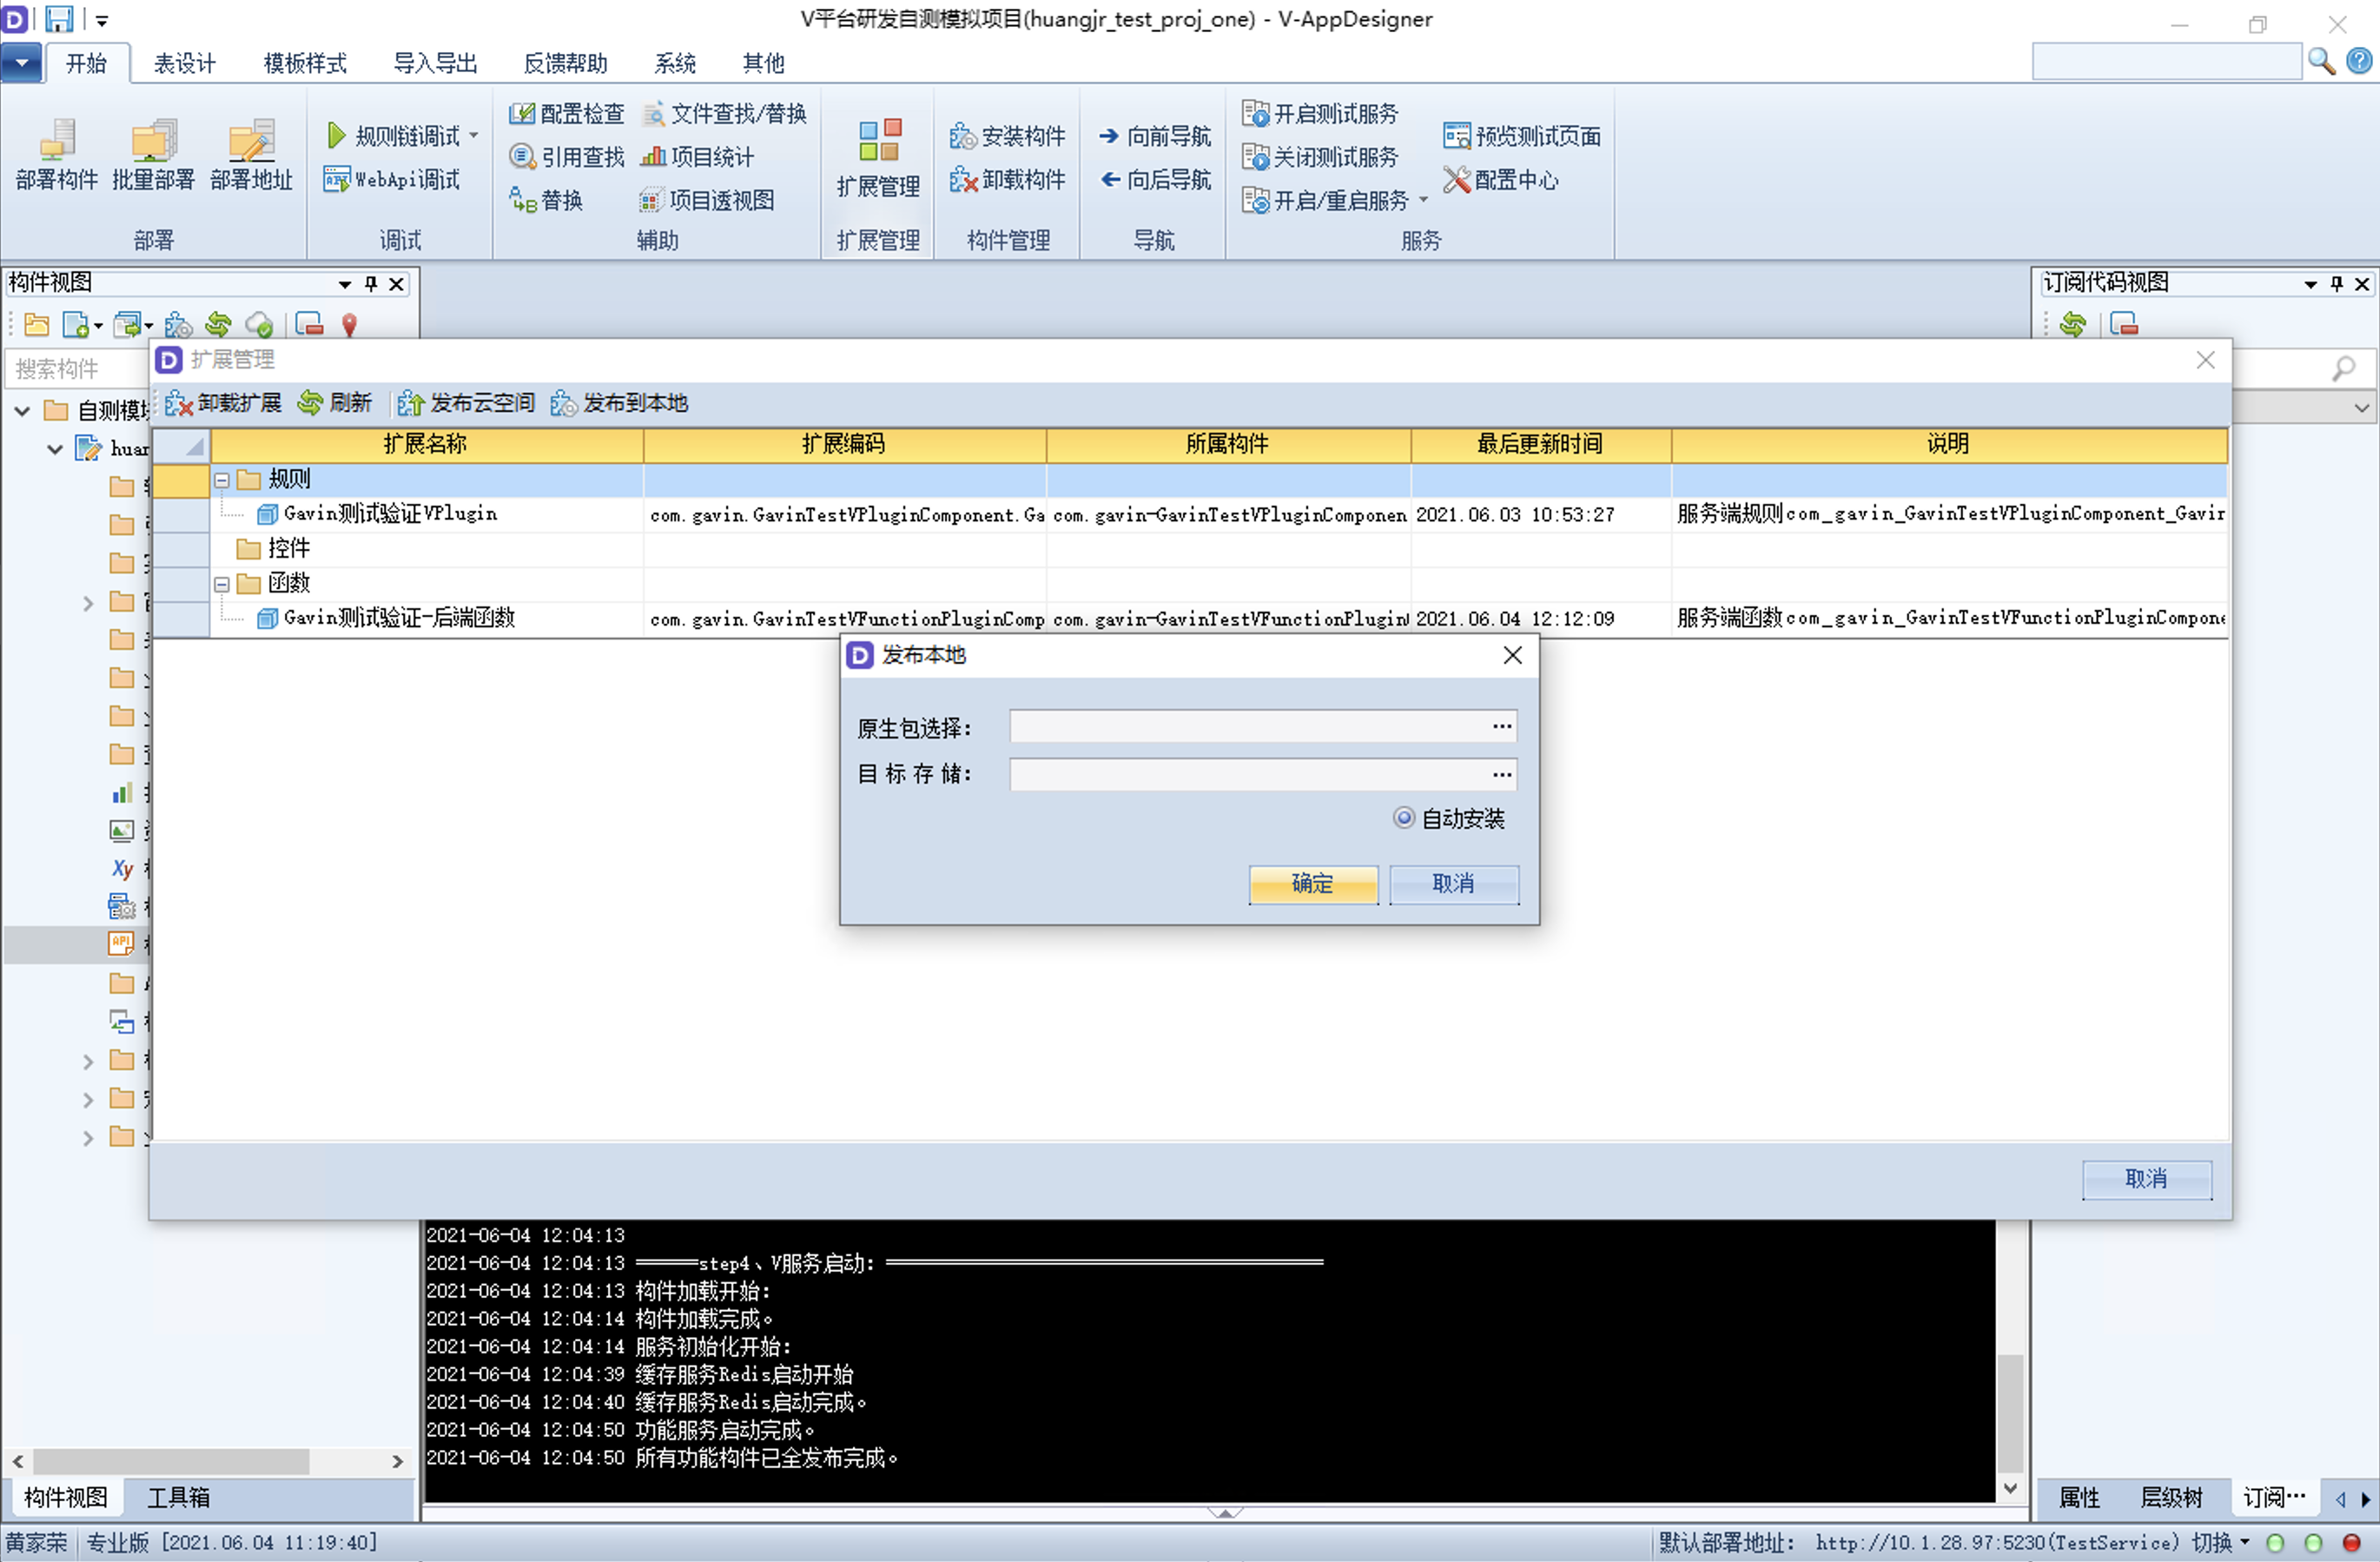 V平台研发自测模拟项目(huangjr_test_proj_one) - V-AppDesigner
开始 表设计 模板样式 导入导出 反馈帮助 系统 其他
部署构件 批量部署 部署地址
部署
规则链调试
WebApi调试
调试
配置检查 文件查找/替换
引用查找 项目统计
替换 项目透视图
辅助
扩展管理
扩展管理
安装构件
卸载构件
构件管理
向前导航
向后导航
导航
开启测试服务
关闭测试服务
开启/重启服务
预览测试页面
配置中心
服务
构件视图
搜索构件
自测模
huar
订阅代码视图
扩展管理
卸载扩展 刷新 发布云空间 发布到本地
扩展名称 扩展编码 所属构件 最后更新时间 说明
规则
Gavin测试验证VPlugin com.gavin.GavinTestVPluginComponent.Ga com.gavin-GavinTestVPluginComponen 2021.06.03 10:53:27 服务端规则com_gavin_GavinTestVPluginComponent_Gavir
控件
函数
Gavin测试验证-后端函数 com.gavin.GavinTestVFunctionPluginComp com.gavin-GavinTestVFunctionPlugin 2021.06.04 12:12:09 服务端函数com_gavin_GavinTestVFunctionPluginCompone
发布本地
原生包选择: ...
目标存储: ...
自动安装
确定 取消
取消
2021-06-04 12:04:13
2021-06-04 12:04:13 ======step4、V服务启动: ==========================================
2021-06-04 12:04:13 构件加载开始:
2021-06-04 12:04:14 构件加载完成。
2021-06-04 12:04:14 服务初始化开始:
2021-06-04 12:04:39 缓存服务Redis启动开始
2021-06-04 12:04:40 缓存服务Redis启动完成。
2021-06-04 12:04:50 功能服务启动完成。
2021-06-04 12:04:50 所有功能构件已全发布完成。
构件视图 工具箱
属性 层级树 订阅...
黄家荣 专业版 [2021.06.04 11:19:40]
默认部署地址: http://10.1.28.97:5230(TestService) 切换